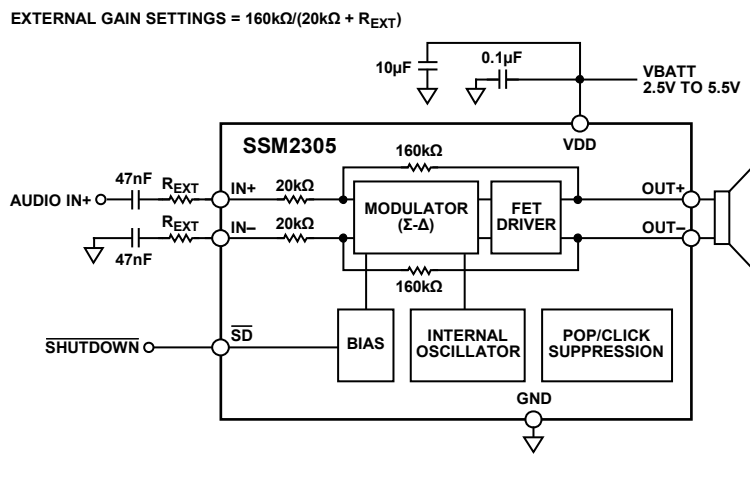 EXTERNAL GAIN SETTINGS = 160kΩ/(20kΩ + REXT)
10µF
0.1µF
VBATT
2.5V TO 5.5V
VDD
SSM2305
160kΩ
47nF
REXT
IN+
20kΩ
AUDIO IN+
MODULATOR
(Σ-Δ)
FET
DRIVER
OUT+
REXT
IN–
20kΩ
OUT–
47nF
160kΩ
SHUTDOWN
SD
BIAS
INTERNAL
OSCILLATOR
POP/CLICK
SUPPRESSION
GND